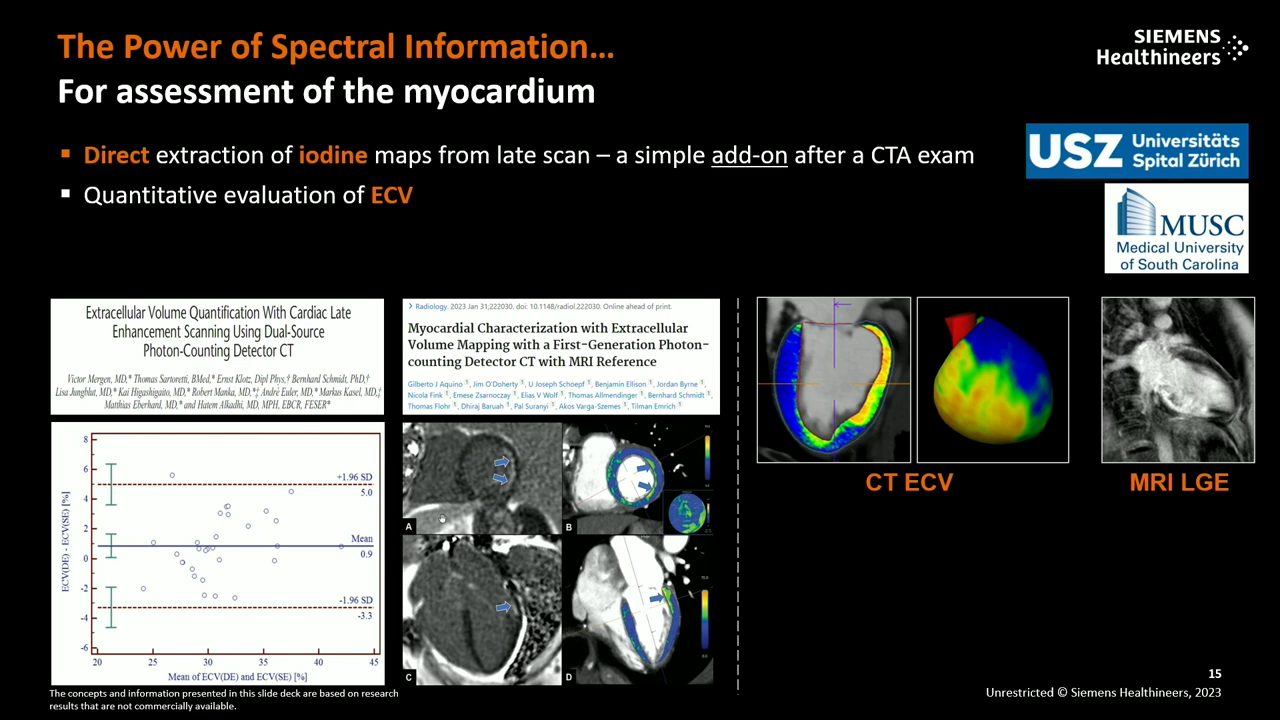 The Power of Spectral Information...
For assessment of the myocardium
SIEMENS
Healthineers
Direct extraction of iodine maps from late scan – a simple add-on after a CTA exam
Quantitative evaluation of ECV
USZ Universitäts
Spital Zürich
MUSC
Medical University
of South Carolina
Extracellular Volume Quantification With Cardiac Late
Enhancement Scanning Using Dual-Source
Photon-Counting Detector CT
Victor Mergen, MD,* Thomas Sartoretti, BMed,* Ernst Klotz, Dipl Phys,† Bernhard Schmidt, PhD,†
Lisa Jungblut, MD,* Kai Higashigaito, MD,* Robert Manka, MD,*‡ André Euler, MD,* Markus Kasel, MD,‡
Matthias Eberhard, MD,* and Hatem Alkadhi, MD, MPH, EBCR, FESER*
> Radiology. 2023 Jan 31;222030. doi: 10.1148/radiol.222030. Online ahead of print.
Myocardial Characterization with Extracellular
Volume Mapping with a First-Generation Photon-
counting Detector CT with MRI Reference
Gilberto J Aquino, Jim O'Doherty, U Joseph Schoepf, Benjamin Ellison, Jordan Byrne,
Nicola Fink, Emese Zsarnoczay, Elias V Wolf, Thomas Allmendinger, Bernhard Schmidt,
Thomas Flohr, Dhiraj Baruah, Pal Suranyi, Akos Varga-Szemes, Tilman Emrich
ECV(DE) - ECV(SE) [%]
8
6
4
2
0
-2
-4
-6
+1.96 SD
5.0
Mean
0.9
-1.96 SD
-3.3
20 25 30 35 40 45
Mean of ECV(DE) and ECV(SE) [%]
A
B
C
D
CT ECV
MRI LGE
The concepts and information presented in this slide deck are based on research
results that are not commercially available.
15
Unrestricted © Siemens Healthineers, 2023